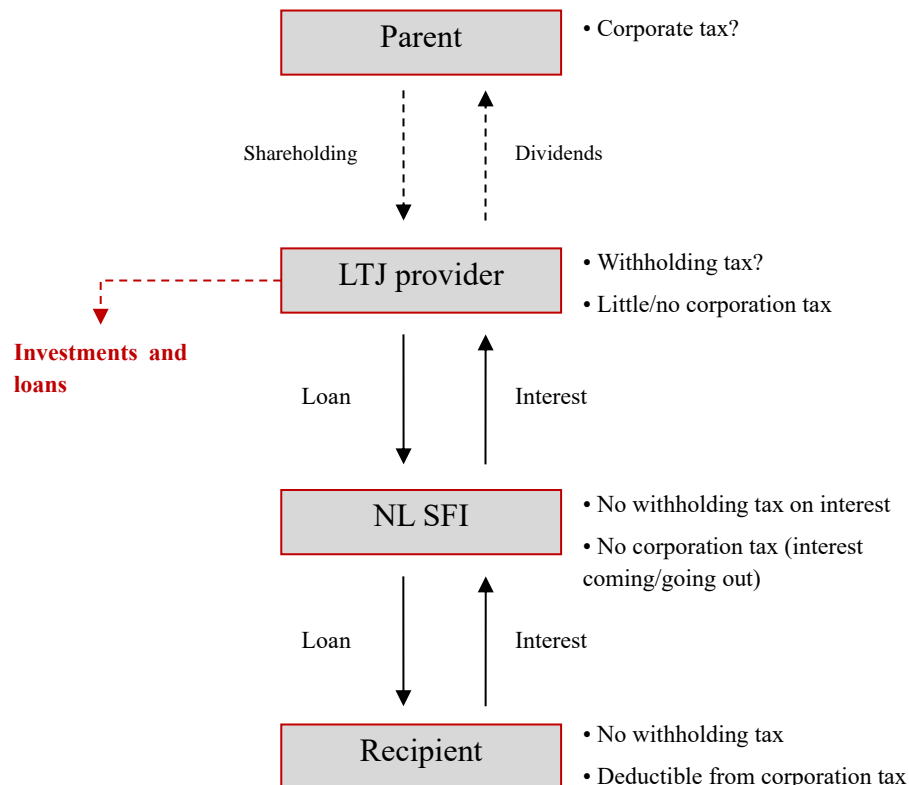 Parent
• Corporate tax?
Shareholding
Dividends
LTJ provider
• Withholding tax?
• Little/no corporation tax
Investments and
loans
Loan
Interest
NL SFI
• No withholding tax on interest
• No corporation tax (interest
coming/going out)
Loan
Interest
Recipient
• No withholding tax
• Deductible from corporation tax